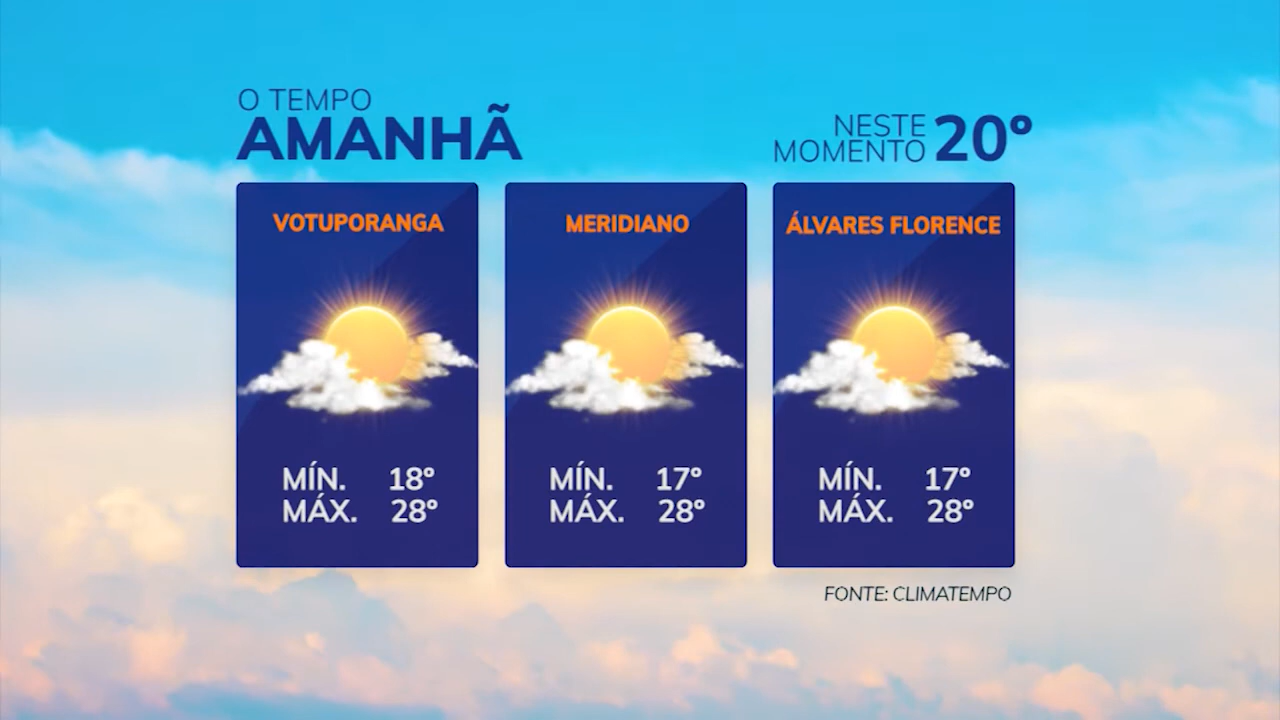 O TEMPO
AMANHÃ
NESTE
MOMENTO 20º
VOTUPORANGA
MÍN. 18º
MÁX. 28º
MERIDIANO
MÍN. 17º
MÁX. 28º
ÁLVARES FLORENCE
MÍN. 17º
MÁX. 28º
FONTE: CLIMATEMPO